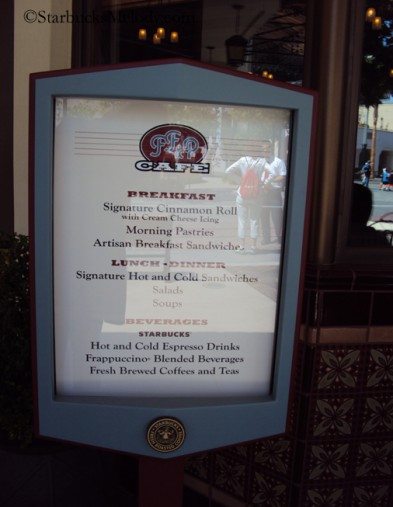 ©StarbucksMelody.com
PEP
CAFE
BREAKFAST
Signature Cinnamon Roll
with Cream Cheese Icing
Morning Pastries
Artisan Breakfast Sandwiches
LUNCH - DINNER
Signature Hot and Cold Sandwiches
Salads
Soups
BEVERAGES
STARBUCKS
Hot and Cold Espresso Drinks
Frappuccino® Blended Beverages
Fresh Brewed Coffees and Teas